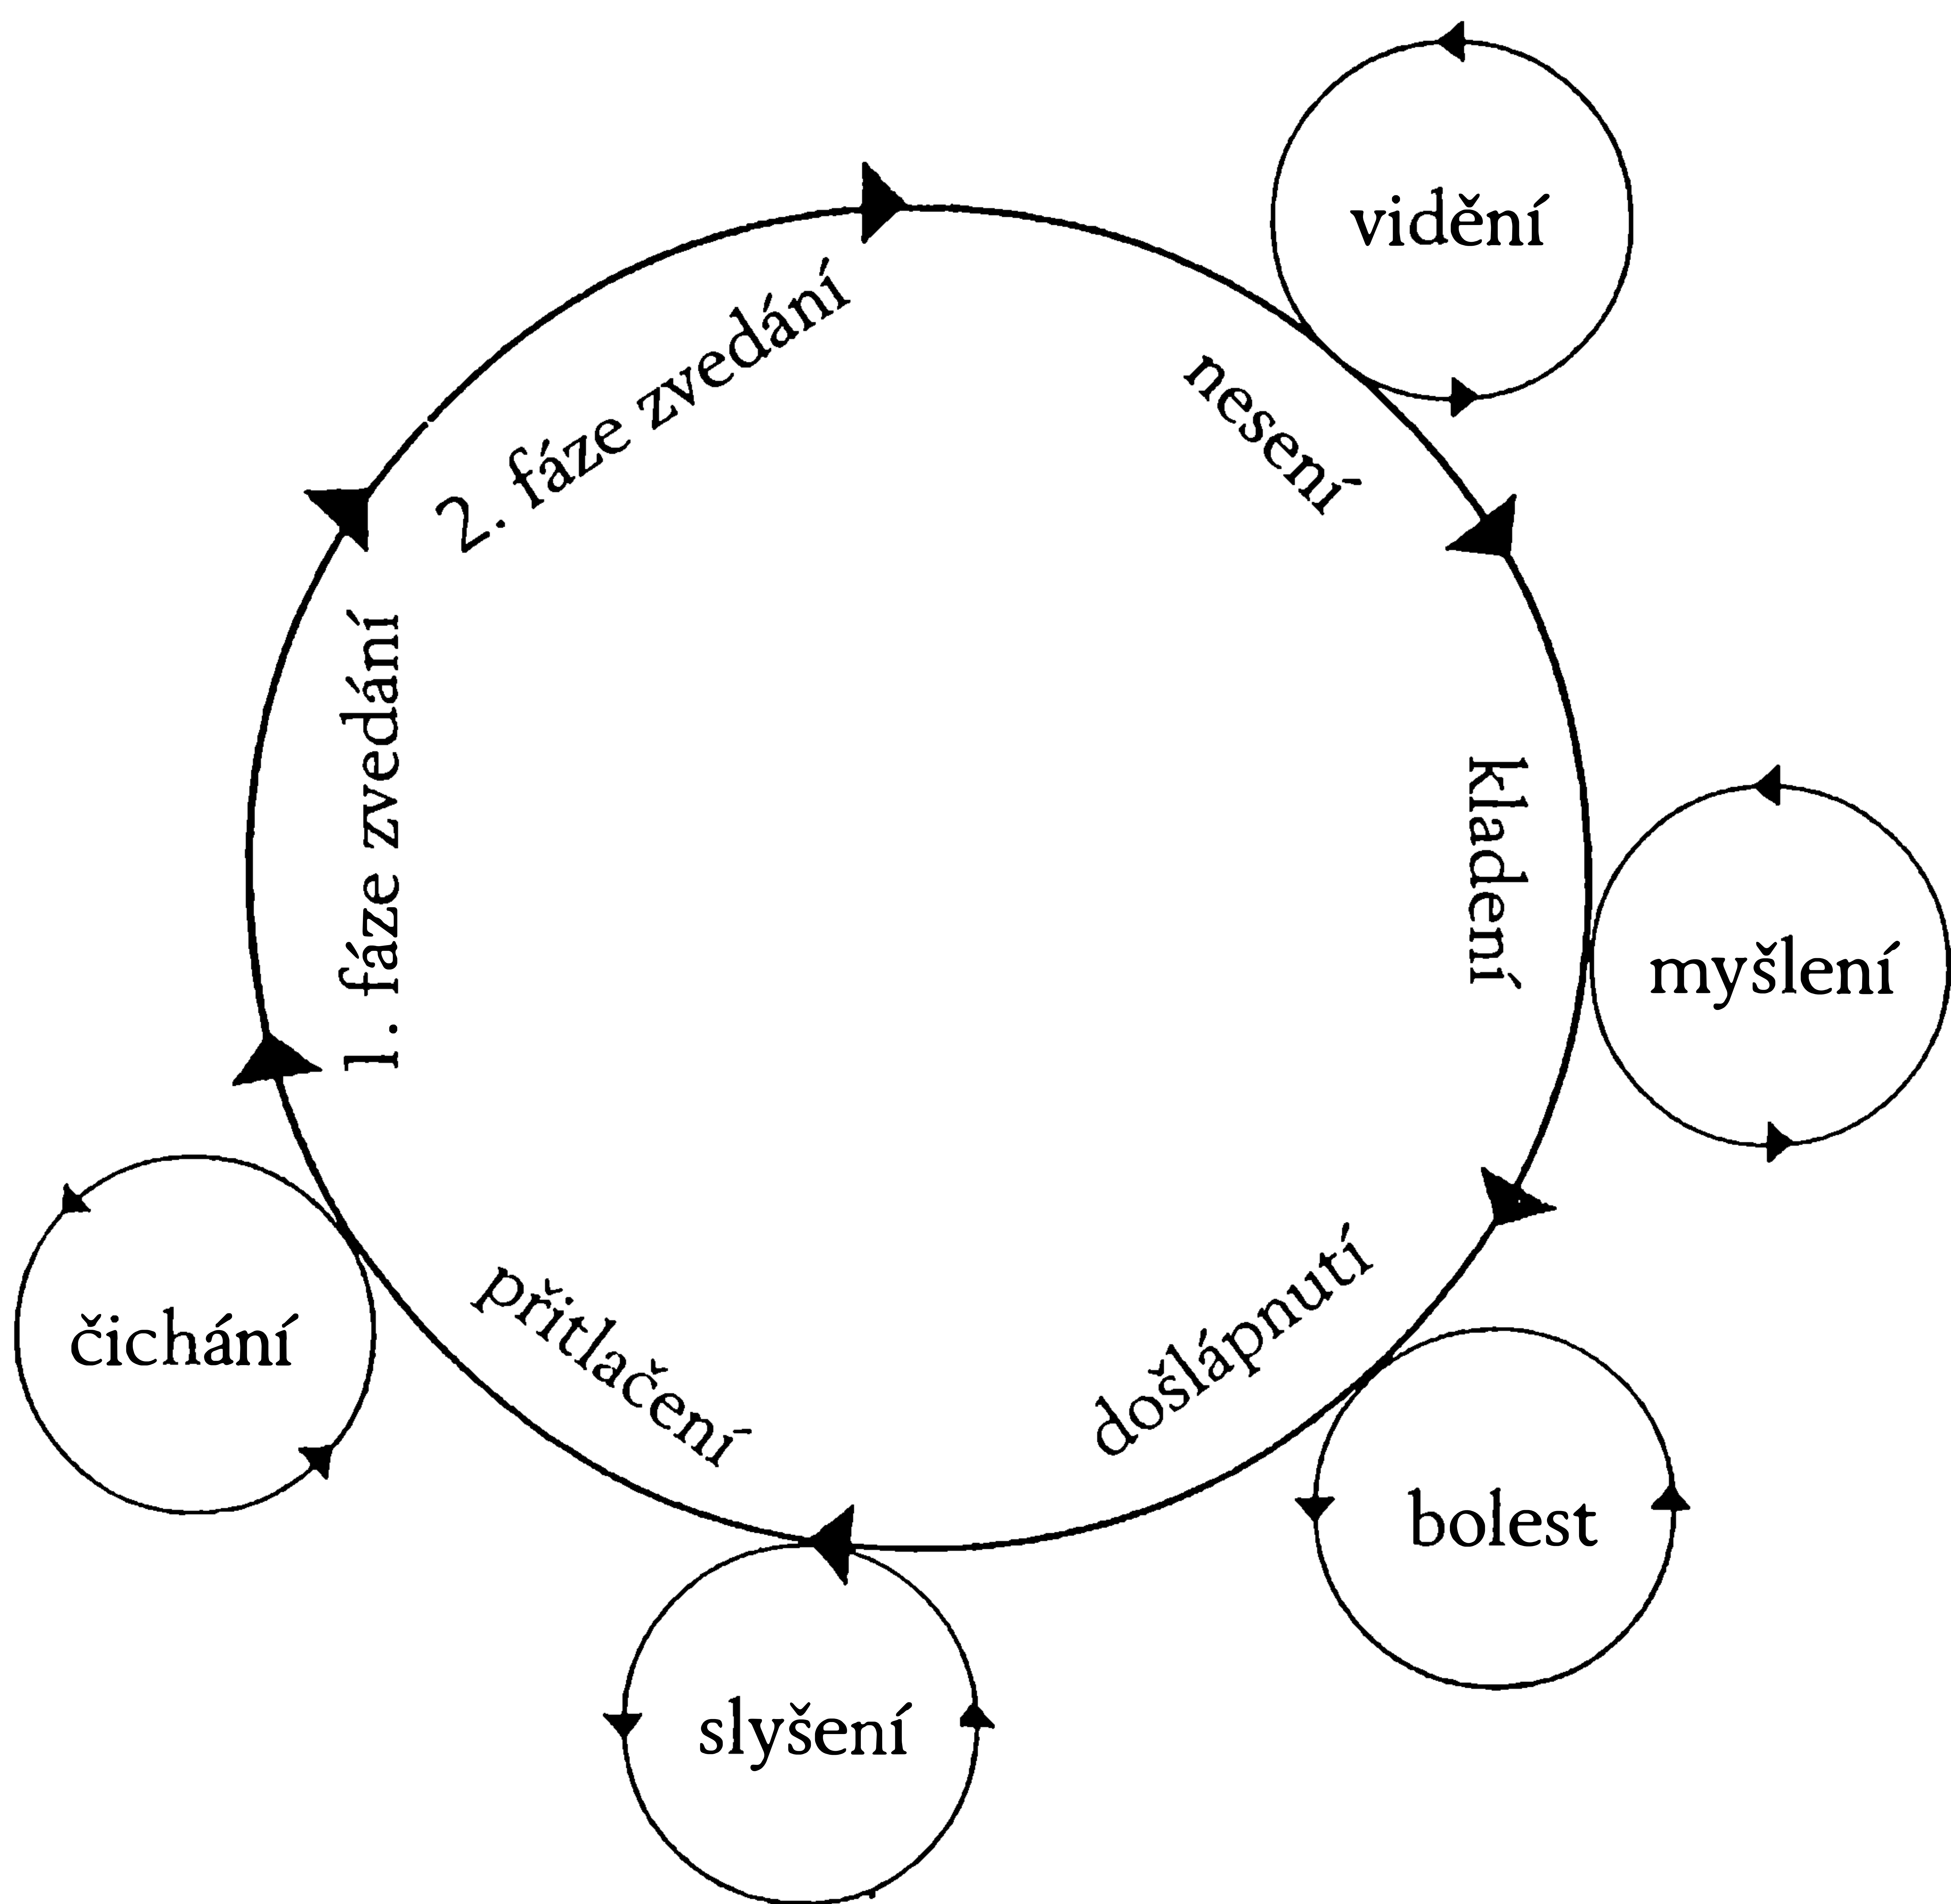 vidění
2. fáze zvedání
nesení
1. fáze zvedání
kladení
myšlení
došlápnutí
přitlačení
čichání
bolest
slyšení